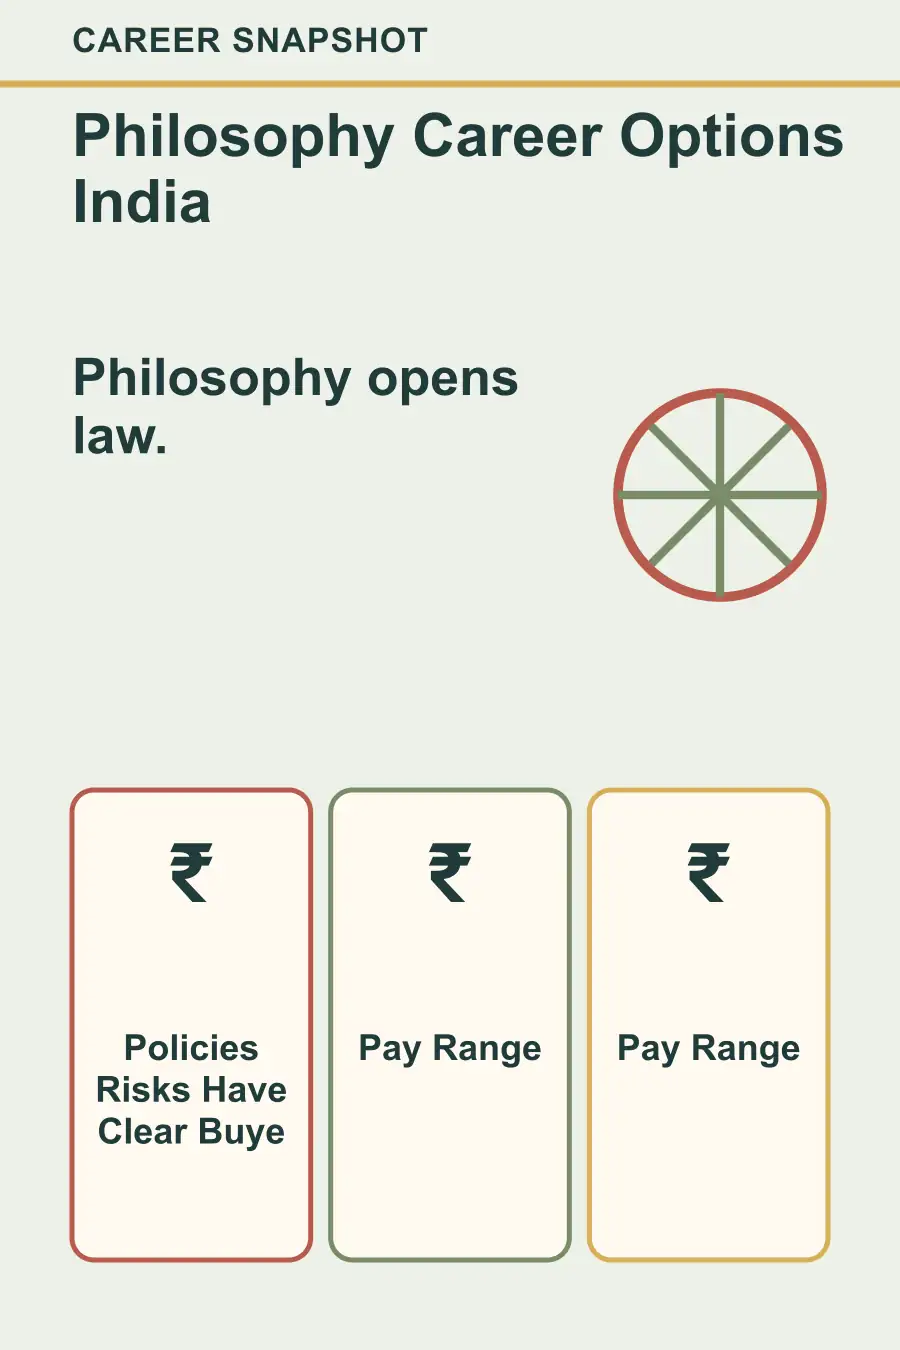 CAREER SNAPSHOT
Philosophy Career Options
India
Philosophy opens
law.
₹
Policies
Risks Have
Clear Buye
₹
Pay Range
₹
Pay Range